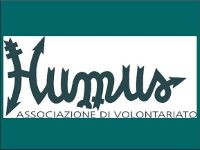 Humus
ASSOCIAZIONE DI VOLONTARIATO